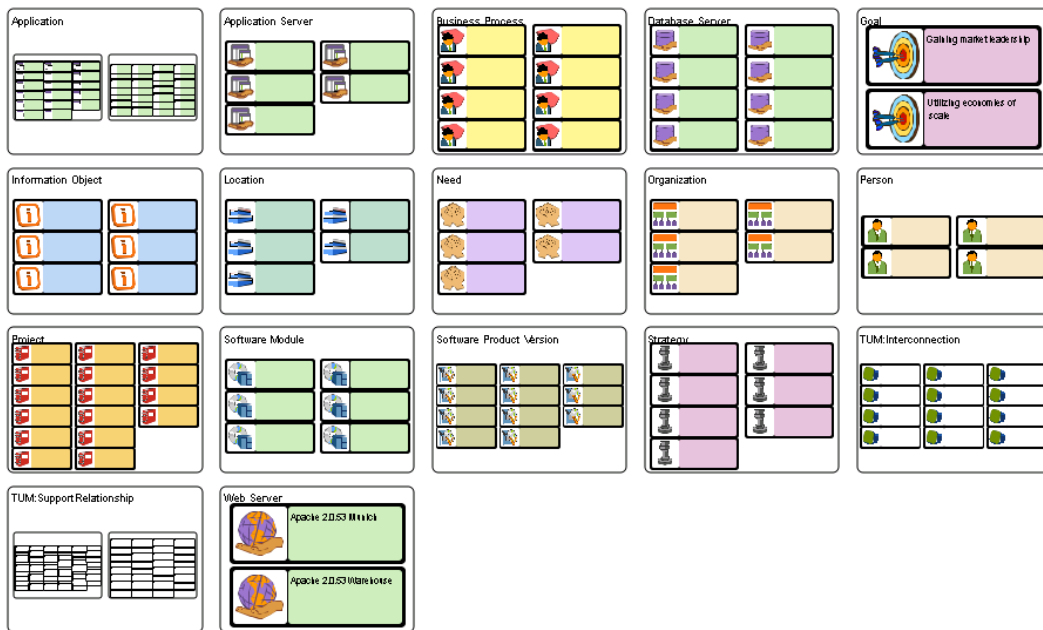 Application
Application Server
Business Process
Database Server
Goal
Gaining market leadership
Utilizing economies of
scale
Information Object
Location
Need
Organization
Person
Project
Software Module
Software Product Version
Strategy
TUM:Interconnection
TUM:Support Relationship
Web Server
Apache 2.0.53 Munich
Apache 2.0.53 Warehouse